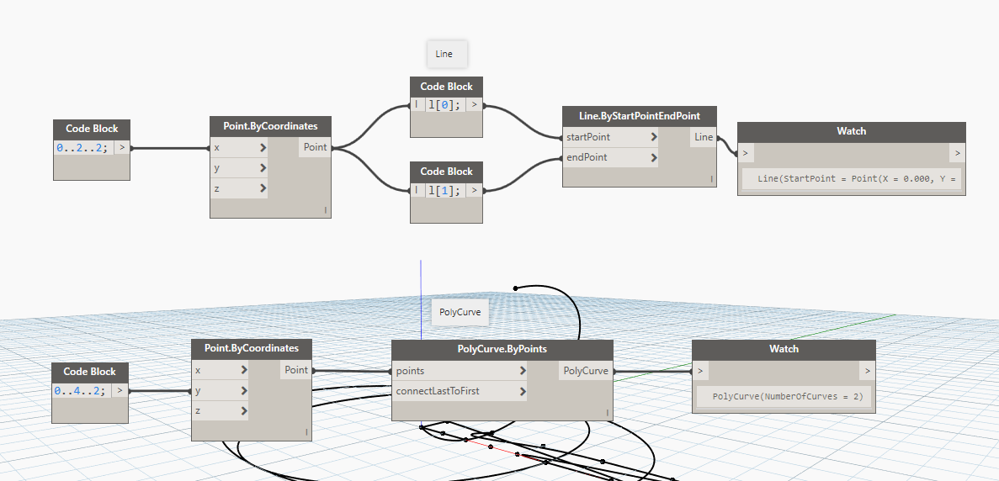 Line
Code Block
l l[0]; >
Code Block
0..2..2; >
Point.ByCoordinates
x > Point
y >
z >
l
Code Block
l l[1]; >
Line.ByStartPointEndPoint
startPoint > Line
endPoint >
l
Watch
> >
Line(StartPoint = Point(X = 0.000, Y =
PolyCurve
Code Block
0..4..2; >
Point.ByCoordinates
x > Point
y >
z >
l
PolyCurve.ByPoints
points > PolyCurve
connectLastToFirst >
l
Watch
> >
PolyCurve(NumberOfCurves = 2)